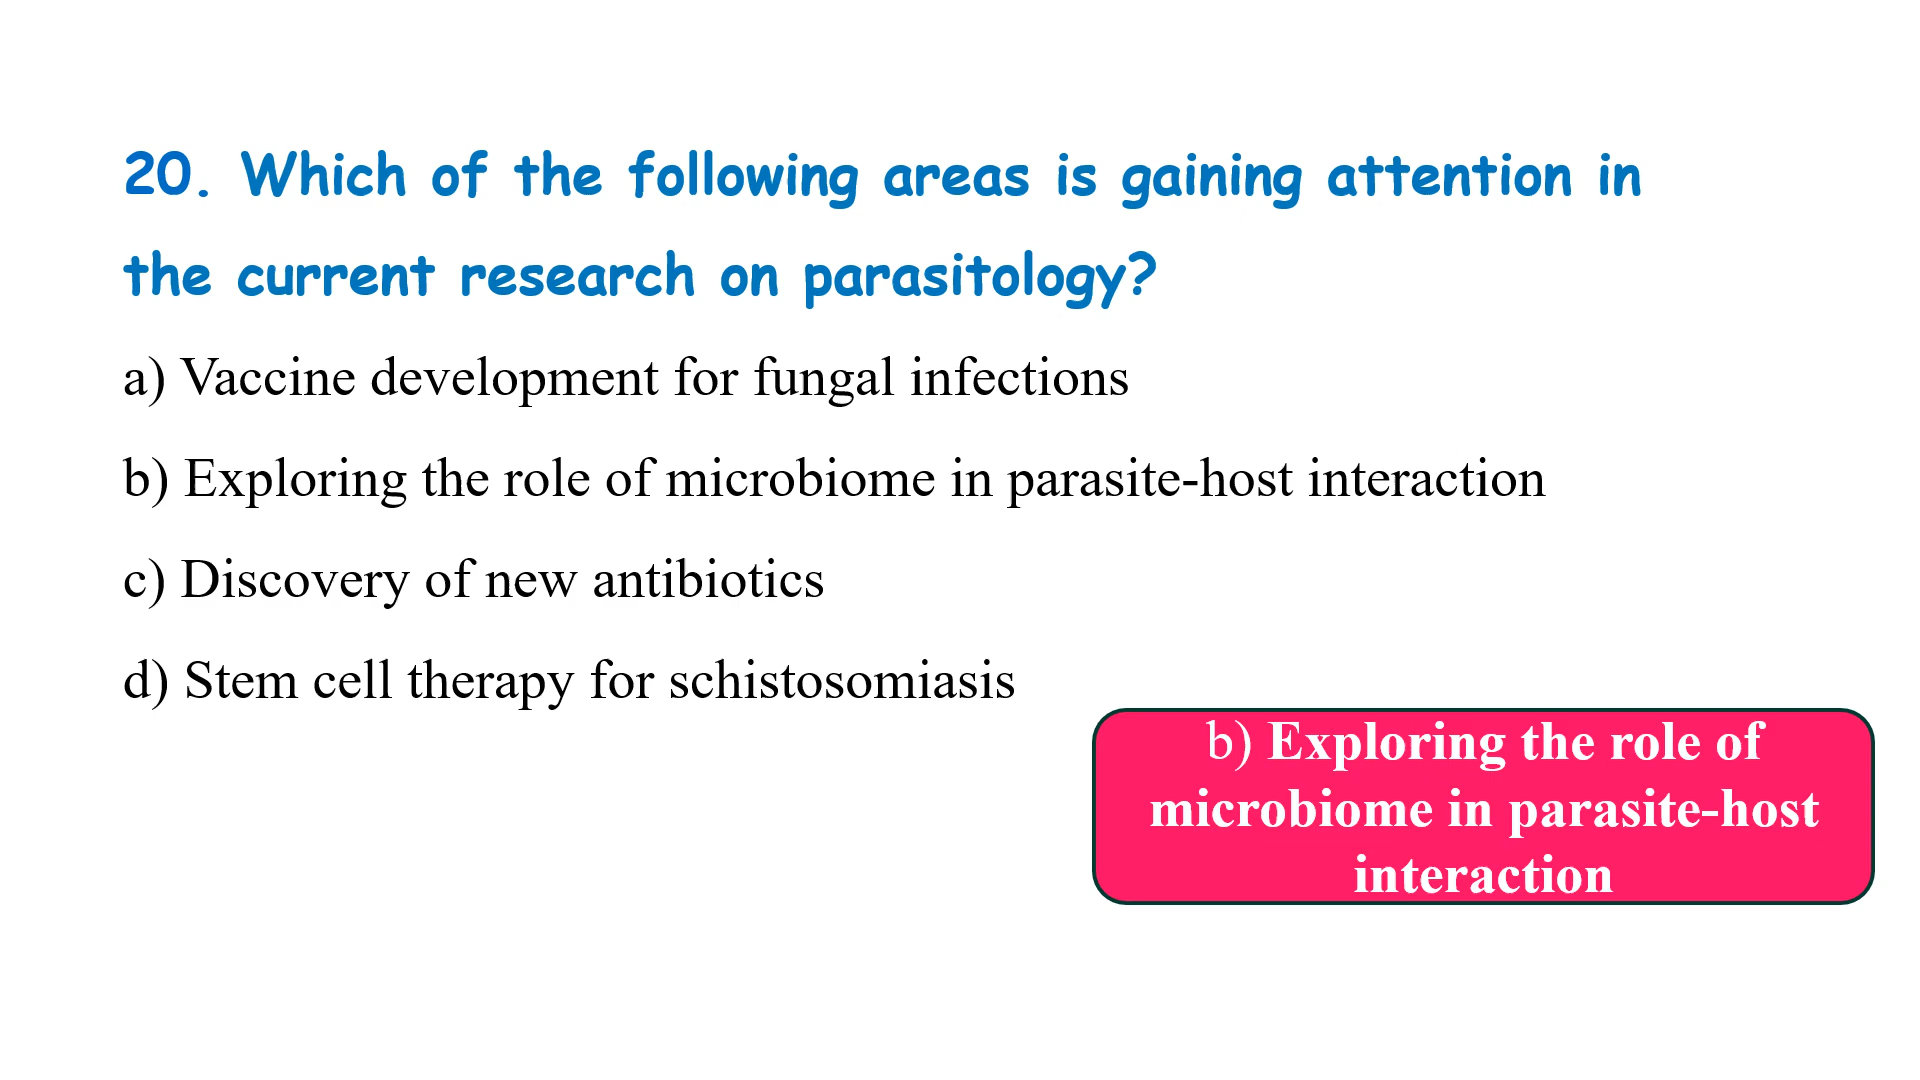 20. Which of the following areas is gaining attention in
the current research on parasitology?
a) Vaccine development for fungal infections
b) Exploring the role of microbiome in parasite-host interaction
c) Discovery of new antibiotics
d) Stem cell therapy for schistosomiasis
b) Exploring the role of
microbiome in parasite-host
interaction